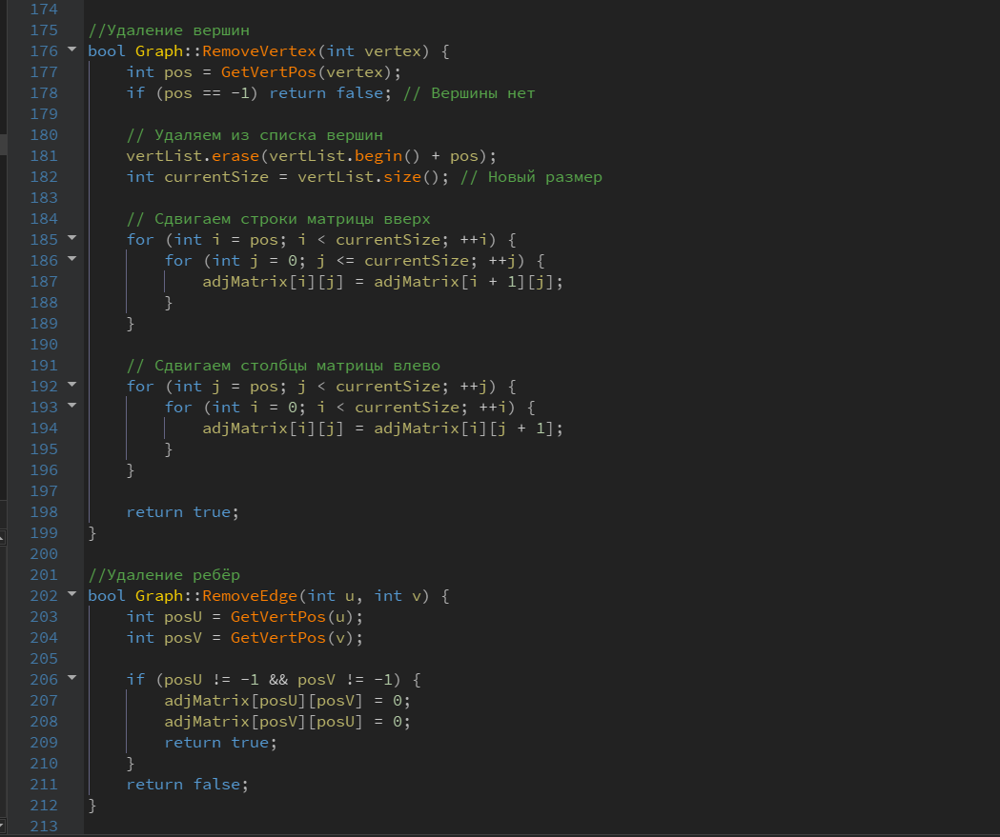 174
175 //Удаление вершин
176 bool Graph::RemoveVertex(int vertex) {
177     int pos = GetVertPos(vertex);
178     if (pos == -1) return false; // Вершины нет
179
180     // Удаляем из списка вершин
181     vertList.erase(vertList.begin() + pos);
182     int currentSize = vertList.size(); // Новый размер
183
184     // Сдвигаем строки матрицы вверх
185     for (int i = pos; i < currentSize; ++i) {
186         for (int j = 0; j <= currentSize; ++j) {
187             adjMatrix[i][j] = adjMatrix[i + 1][j];
188         }
189     }
190
191     // Сдвигаем столбцы матрицы влево
192     for (int j = pos; j < currentSize; ++j) {
193         for (int i = 0; i < currentSize; ++i) {
194             adjMatrix[i][j] = adjMatrix[i][j + 1];
195         }
196     }
197
198     return true;
199 }
200
201 //Удаление ребёр
202 bool Graph::RemoveEdge(int u, int v) {
203     int posU = GetVertPos(u);
204     int posV = GetVertPos(v);
205
206     if (posU != -1 && posV != -1) {
207         adjMatrix[posU][posV] = 0;
208         adjMatrix[posV][posU] = 0;
209         return true;
210     }
211     return false;
212 }
213